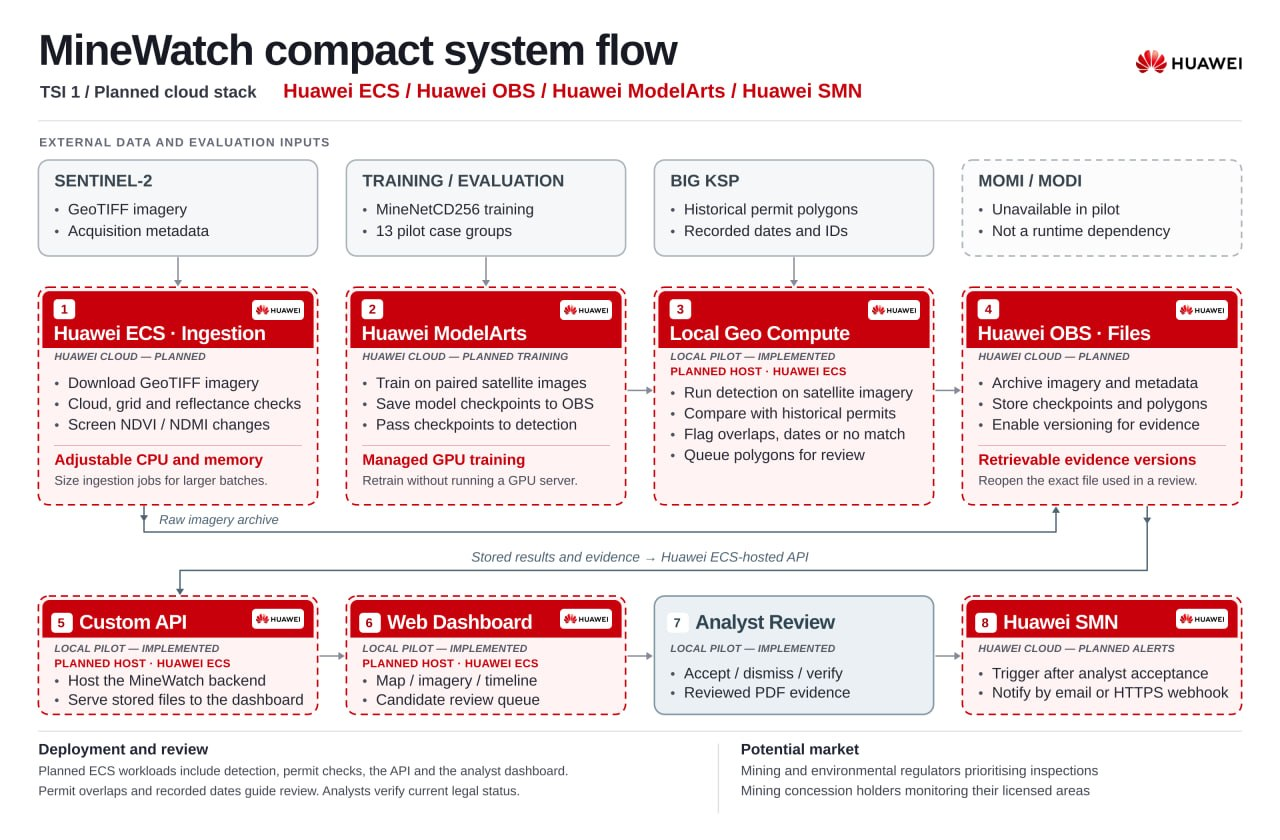 MineWatch compact system flow
HUAWEI
TSI 1 / Planned cloud stack Huawei ECS / Huawei OBS / Huawei ModelArts / Huawei SMN
EXTERNAL DATA AND EVALUATION INPUTS
SENTINEL-2
• GeoTIFF imagery
• Acquisition metadata
TRAINING / EVALUATION
• MineNetCD256 training
• 13 pilot case groups
BIG KSP
• Historical permit polygons
• Recorded dates and IDs
MOMI / MODI
• Unavailable in pilot
• Not a runtime dependency
1
HUAWEI
Huawei ECS · Ingestion
HUAWEI CLOUD — PLANNED
• Download GeoTIFF imagery
• Cloud, grid and reflectance checks
• Screen NDVI / NDMI changes
Adjustable CPU and memory
Size ingestion jobs for larger batches.
2
HUAWEI
Huawei ModelArts
HUAWEI CLOUD — PLANNED TRAINING
• Train on paired satellite images
• Save model checkpoints to OBS
• Pass checkpoints to detection
Managed GPU training
Retrain without running a GPU server.
3
HUAWEI
Local Geo Compute
LOCAL PILOT — IMPLEMENTED
PLANNED HOST · HUAWEI ECS
• Run detection on satellite imagery
• Compare with historical permits
• Flag overlaps, dates or no match
• Queue polygons for review
4
HUAWEI
Huawei OBS · Files
HUAWEI CLOUD — PLANNED
• Archive imagery and metadata
• Store checkpoints and polygons
• Enable versioning for evidence
Retrievable evidence versions
Reopen the exact file used in a review.
Raw imagery archive
Stored results and evidence → Huawei ECS-hosted API
5 Custom API
HUAWEI
LOCAL PILOT — IMPLEMENTED
PLANNED HOST · HUAWEI ECS
• Host the MineWatch backend
• Serve stored files to the dashboard
6 Web Dashboard
HUAWEI
LOCAL PILOT — IMPLEMENTED
PLANNED HOST · HUAWEI ECS
• Map / imagery / timeline
• Candidate review queue
7 Analyst Review
LOCAL PILOT — IMPLEMENTED
• Accept / dismiss / verify
• Reviewed PDF evidence
8 Huawei SMN
HUAWEI
HUAWEI CLOUD — PLANNED ALERTS
• Trigger after analyst acceptance
• Notify by email or HTTPS webhook
Deployment and review
Planned ECS workloads include detection, permit checks, the API and the analyst dashboard.
Permit overlaps and recorded dates guide review. Analysts verify current legal status.
Potential market
Mining and environmental regulators prioritising inspections
Mining concession holders monitoring their licensed areas